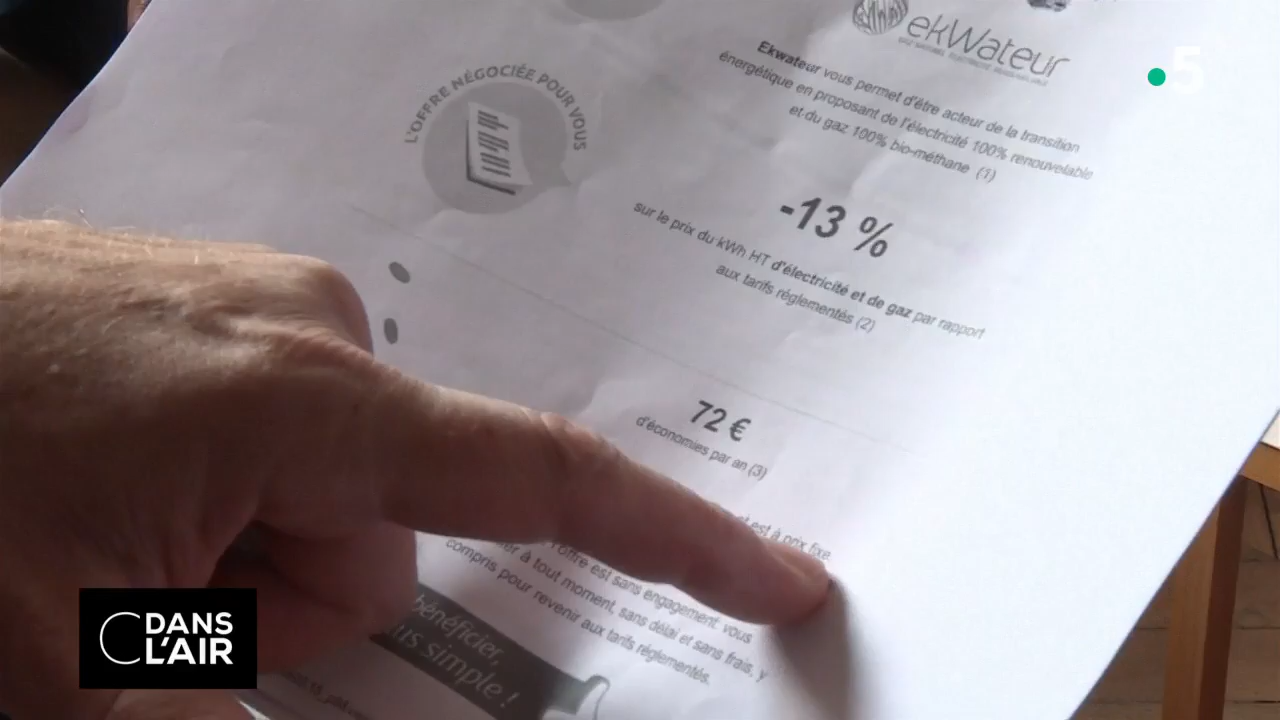 ekWateur
5
Ekwateur vous permet d'être acteur de la transition
énergétique en proposant de l'électricité 100% renouvelable
et du gaz 100% bio-méthane (1)
L'OFFRE NÉGOCIÉE POUR VOUS
-13 %
sur le prix du kWh HT d'électricité et de gaz par rapport
aux tarifs réglementés (2)
72 €
d'économies par an (3)
est à prix fixe
l'offre est sans engagement: vous
à tout moment, sans délai et sans frais, y
compris pour revenir aux tarifs réglementés.
bénéficier,
us simple !
C DANS
L'AIR